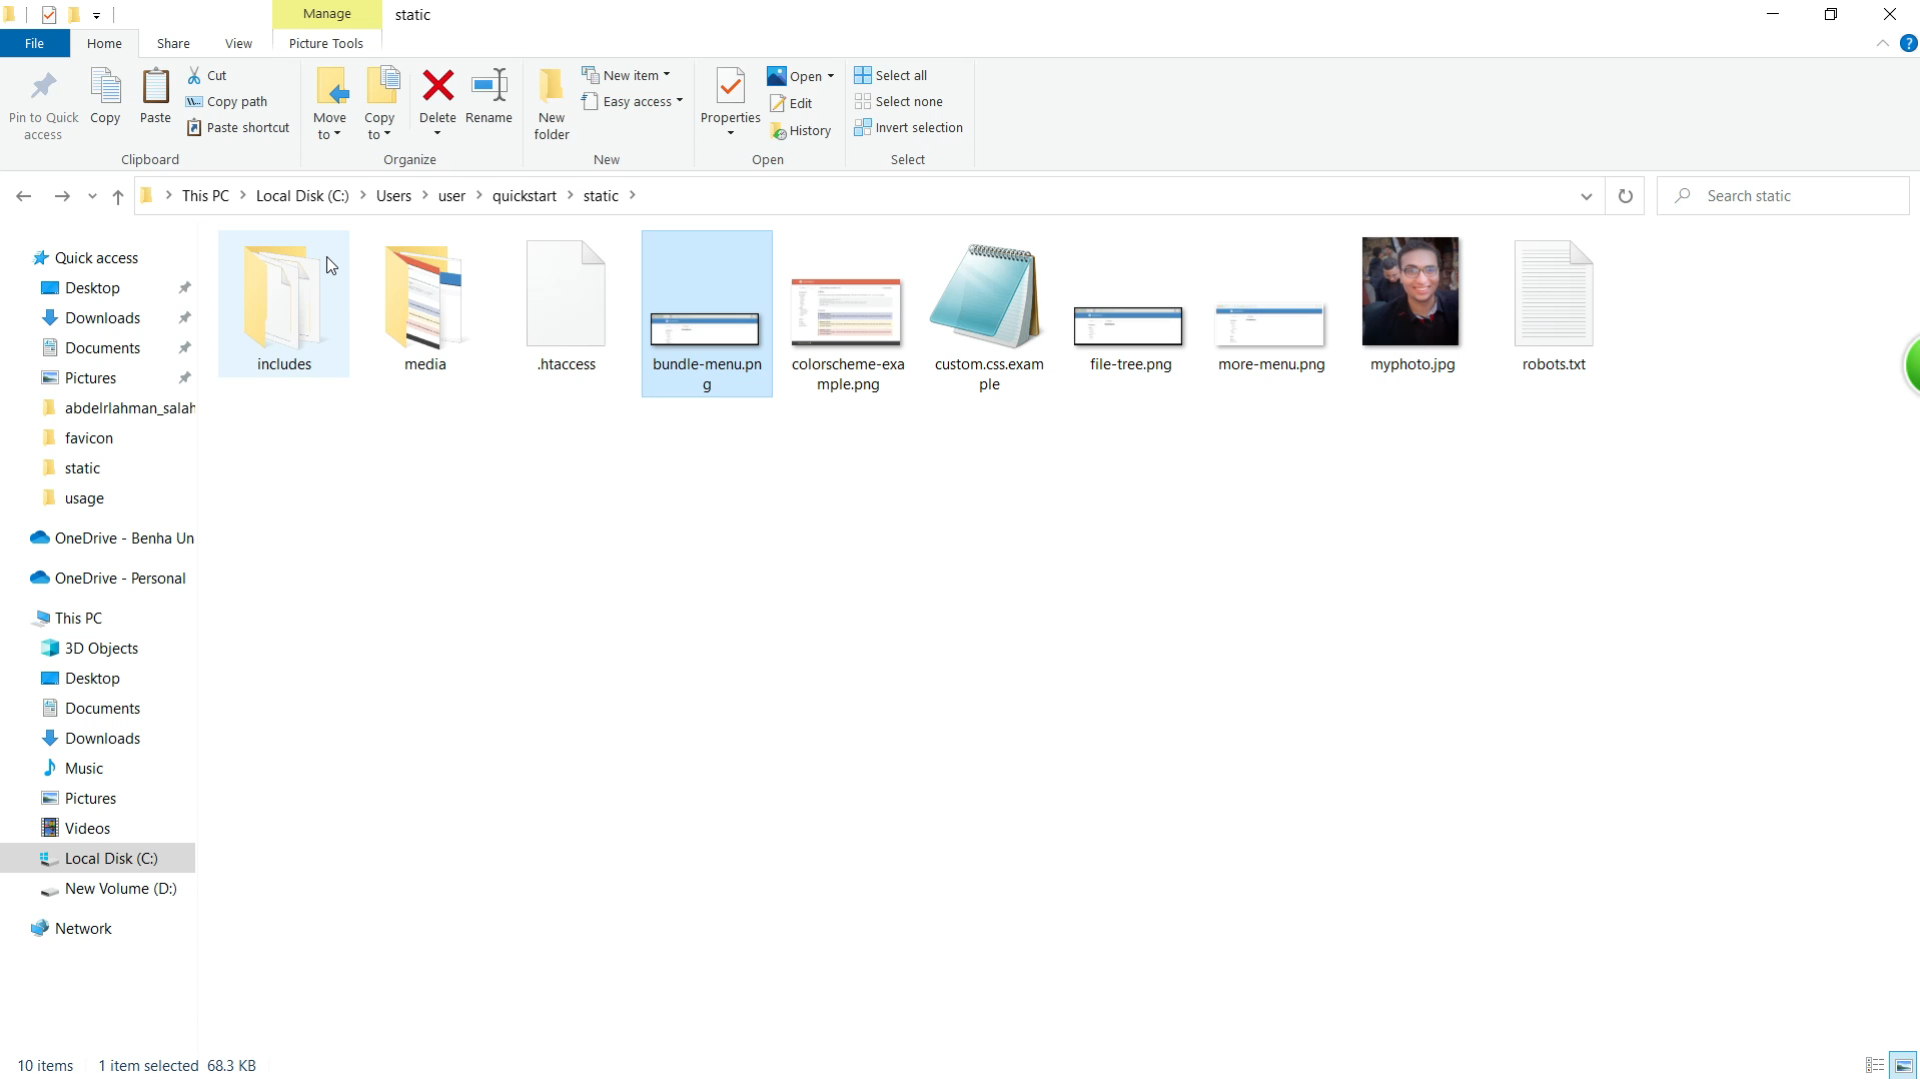 Manage
static
File
Home
Share
View
Picture Tools
Pin to Quick
access
Copy
Paste
Cut
Copy path
Paste shortcut
Clipboard
Move
to
Copy
to
Delete
Rename
Organize
New
folder
New item
Easy access
New
Properties
Open
Edit
History
Open
Select all
Select none
Invert selection
Select
This PC
Local Disk (C:)
Users
user
quickstart
static
Search static
Quick access
Desktop
Downloads
Documents
Pictures
abdelrlahman_salah
favicon
static
usage
OneDrive - Benha Un
OneDrive - Personal
This PC
3D Objects
Desktop
Documents
Downloads
Music
Pictures
Videos
Local Disk (C:)
New Volume (D:)
Network
includes
media
.htaccess
bundle-menu.pn
g
colorscheme-exa
mple.png
custom.css.exam
ple
file-tree.png
more-menu.png
myphoto.jpg
robots.txt
10 items
1 item selected 68.3 KB